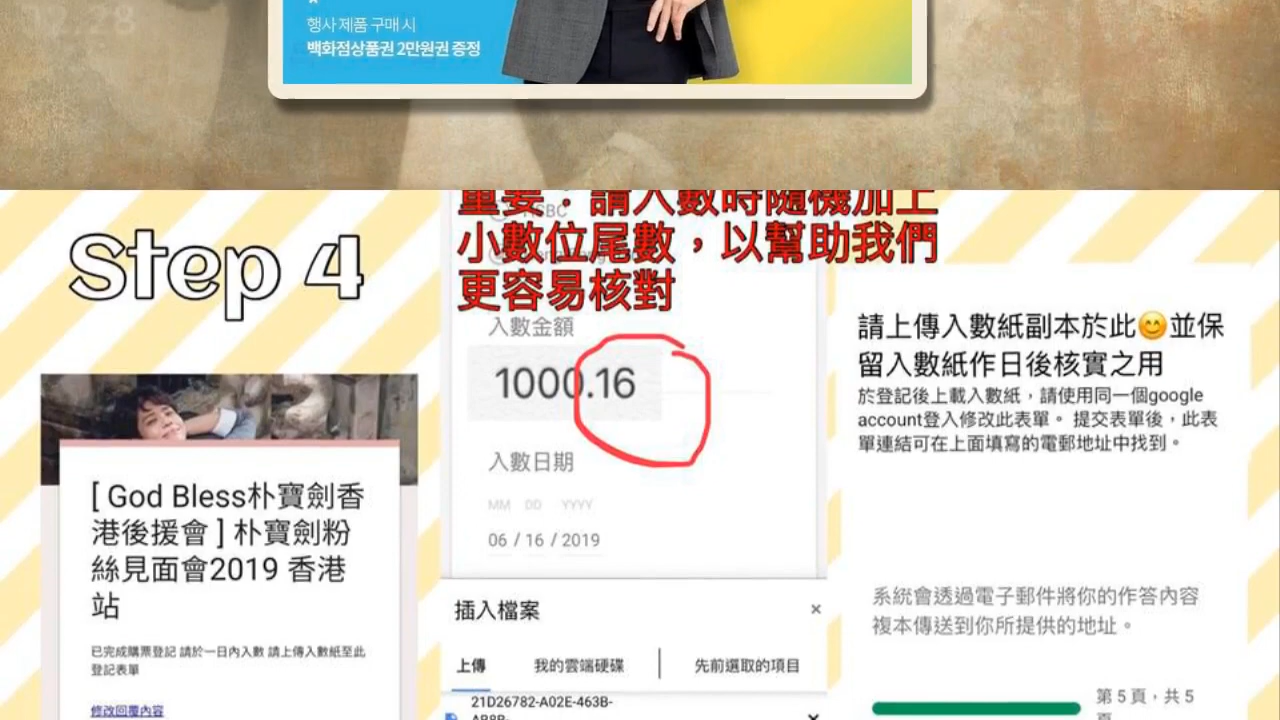 12.28
행사 제품 구매 시
백화점상품권 2만원권 증정
重要：請入數時隨機加上
小數位尾數，以幫助我們
更容易核對
Step 4
入數金額
1000.16
入數日期
MM DD YYYY
06 / 16 / 2019
[ God Bless朴寶劍香
港後援會 ] 朴寶劍粉
絲見面會2019 香港
站
已完成購票登記 請於一日內入數 請上傳入數紙至此
登記表單
修改回覆內容
插入檔案
×
上傳
我的雲端硬碟
先前選取的項目
21D26782-A02E-463B-
請上傳入數紙副本於此😊並保
留入數紙作日後核實之用
於登記後上載入數紙，請使用同一個google
account登入修改此表單。 提交表單後，此表
單連結可在上面填寫的電郵地址中找到。
系統會透過電子郵件將你的作答內容
複本傳送到你所提供的地址。
第 5 頁，共 5
頁